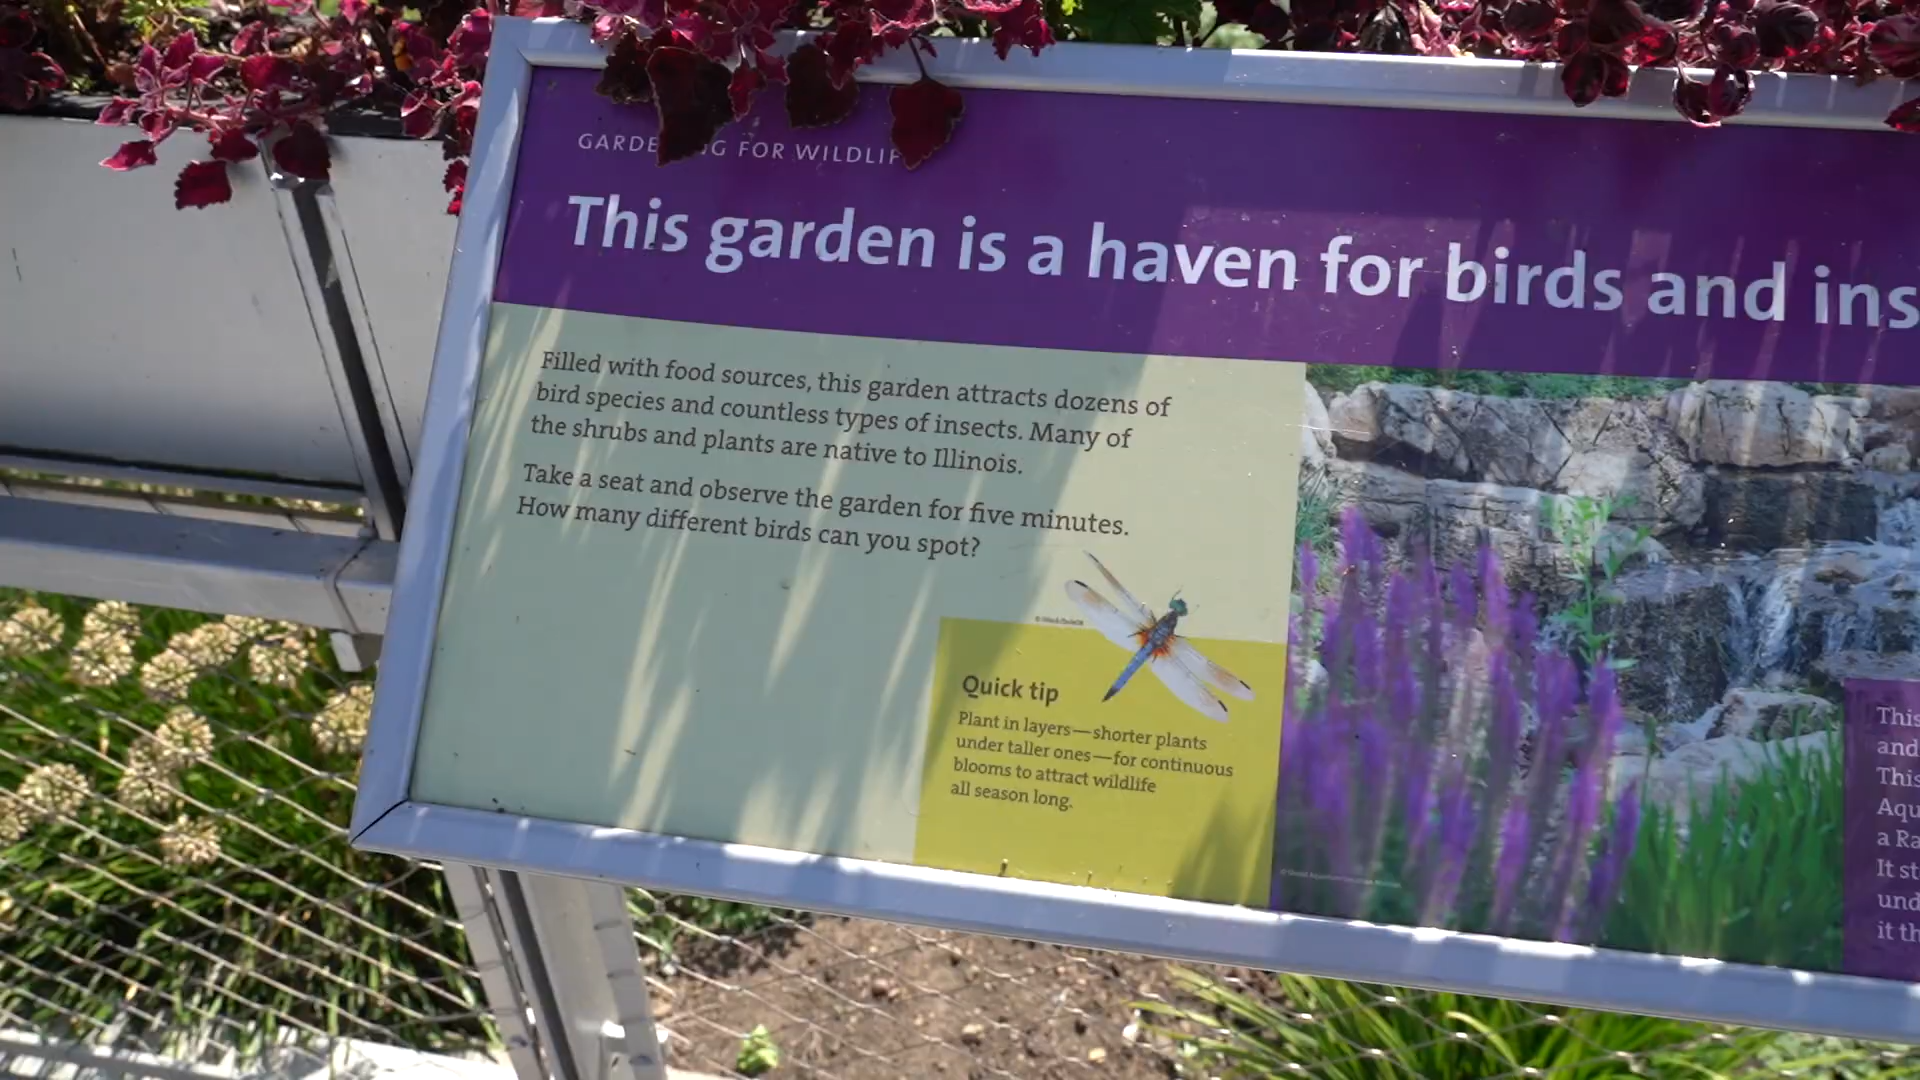 GARDENING FOR WILDLIF
This garden is a haven for birds and ins
Filled with food sources, this garden attracts dozens of
bird species and countless types of insects. Many of
the shrubs and plants are native to Illinois.
Take a seat and observe the garden for five minutes.
How many different birds can you spot?
Quick tip
Plant in layers—shorter plants
under taller ones—for continuous
blooms to attract wildlife
all season long.
This
and
This
Aqu
a Ra
It st
und
it th